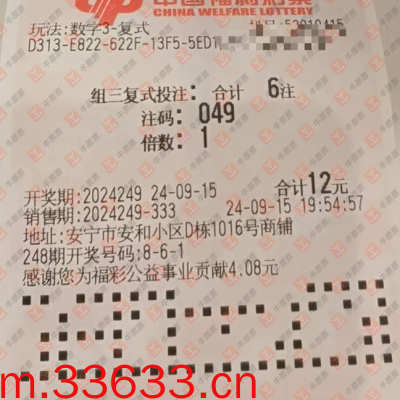 中国福利彩票
CHINA WELFARE LOTTERY
玩法:数字3-复式
D313-E822-622F-13F5-5ED1
组三复式投注: 合计 6注
注码: 049
倍数: 1
开奖期:2024249 24-09-15 合计12元
销售期:2024249-333 24-09-15 19:54:57
地址:安宁市安和小区D栋1016号商铺
248期开奖号码:8-6-1
感谢您为福彩公益事业贡献4.08元
m.33633.cn